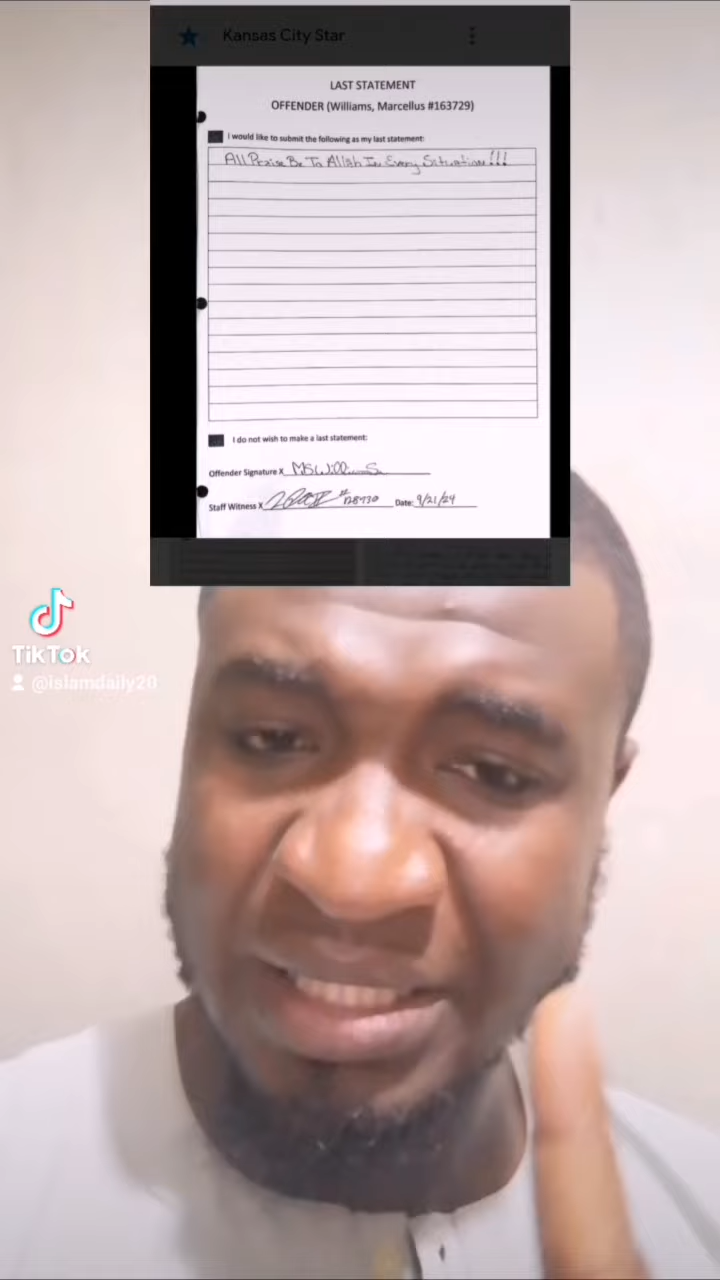 Kansas City Star
LAST STATEMENT
OFFENDER (Williams, Marcellus #163729)
I would like to submit the following as my last statement:
All Praise Be To Allah In Every Situation!!!
I do not wish to make a last statement:
Offender Signature X
Staff Witness X Date: 9/21/24
TikTok
@islamdaily20